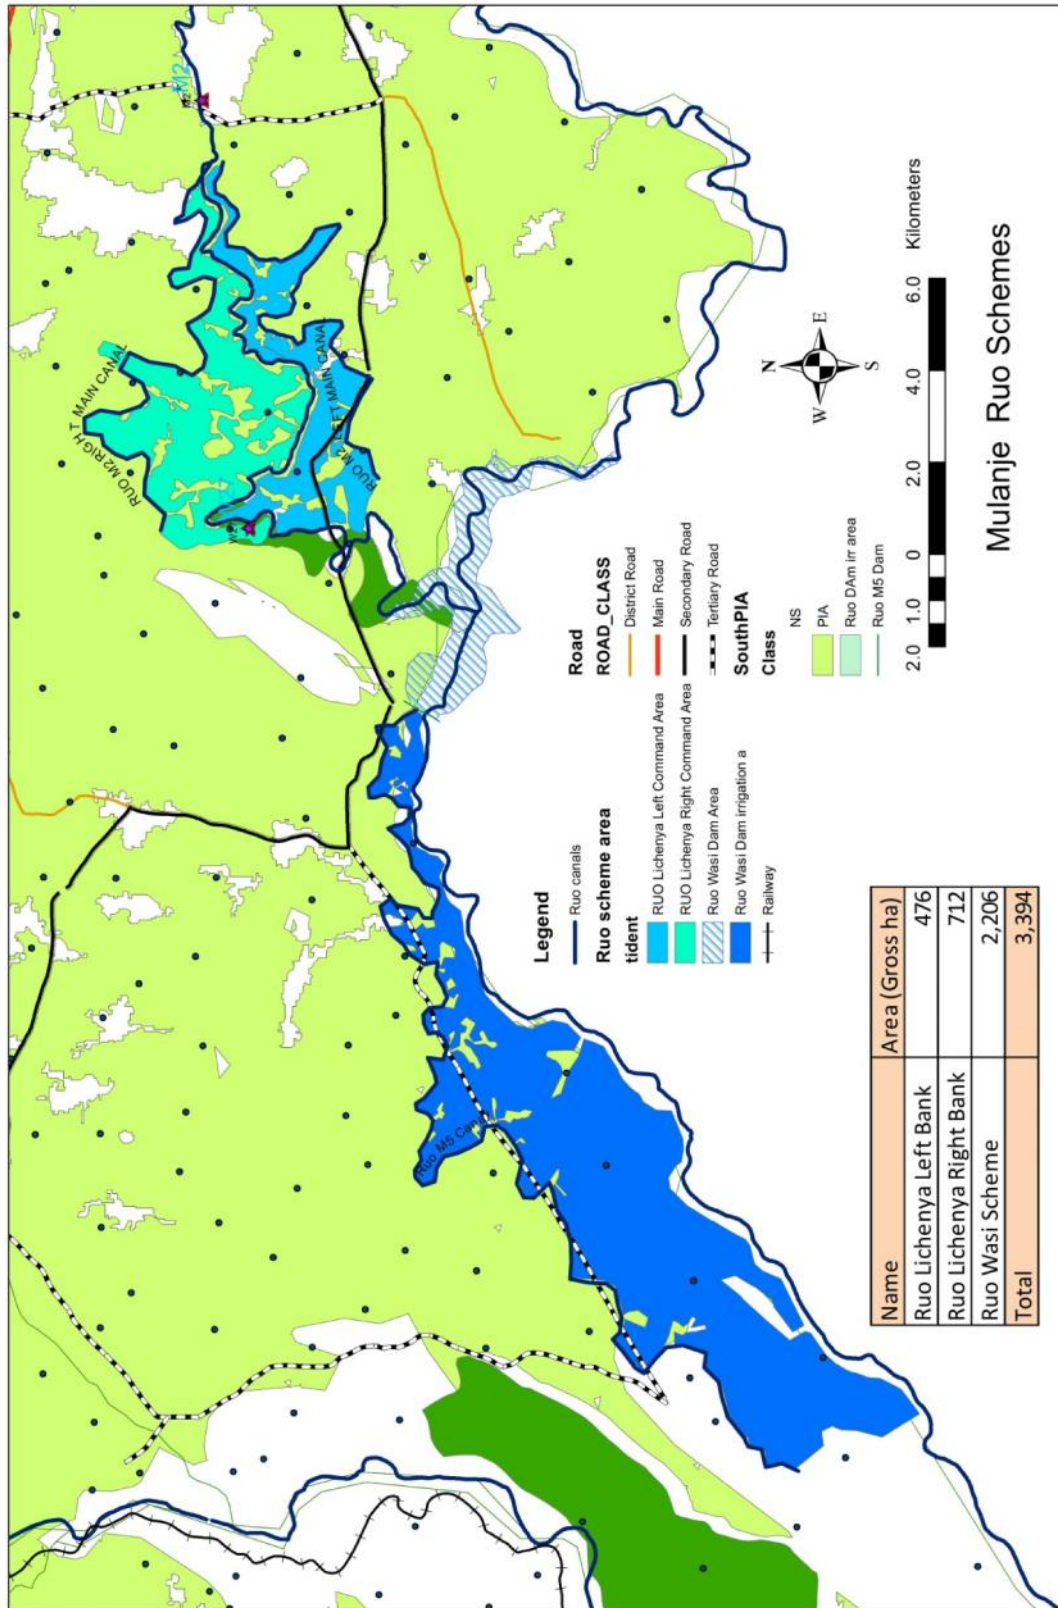 M2
RUO M2 RIGHT MAIN CANAL
RUO M2 LEFT MAIN CANAL
Ruo M5 Canal
Legend
Ruo canals
Ruo scheme area
tident
RUO Lichenya Left Command Area
RUO Lichenya Right Command Area
Ruo Wasi Dam Area
Ruo Wasi Dam irrigation a
Railway
Road
ROAD_CLASS
District Road
Main Road
Secondary Road
Tertiary Road
SouthPIA
Class
NS
PIA
Ruo DAm irr area
Ruo M5 Dam
N
W
E
S
2.0 1.0 0 2.0 4.0 6.0
Kilometers
Mulanje Ruo Schemes
Name Area (Gross ha)
Ruo Lichenya Left Bank 476
Ruo Lichenya Right Bank 712
Ruo Wasi Scheme 2,206
Total 3,394